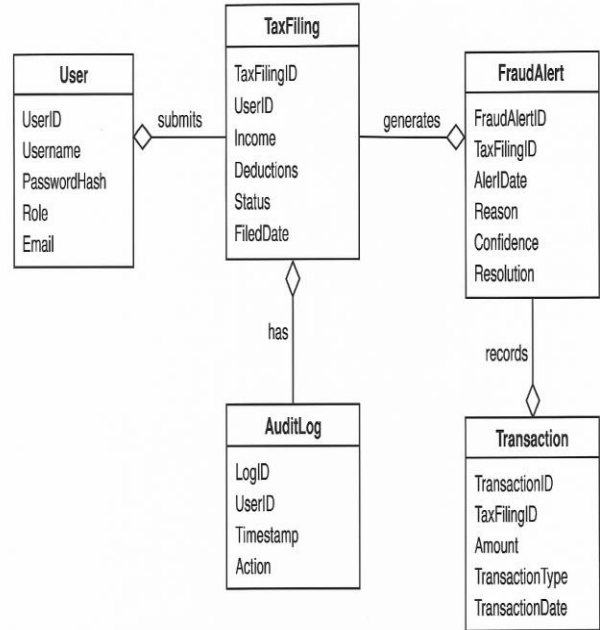 User
UserID
Username
PasswordHash
Role
Email
submits
TaxFiling
TaxFilingID
UserID
Income
Deductions
Status
FiledDate
generates
FraudAlert
FraudAlertID
TaxFilingID
AlerIDate
Reason
Confidence
Resolution
has
records
AuditLog
LogID
UserID
Timestamp
Action
Transaction
TransactionID
TaxFilingID
Amount
TransactionType
TransactionDate